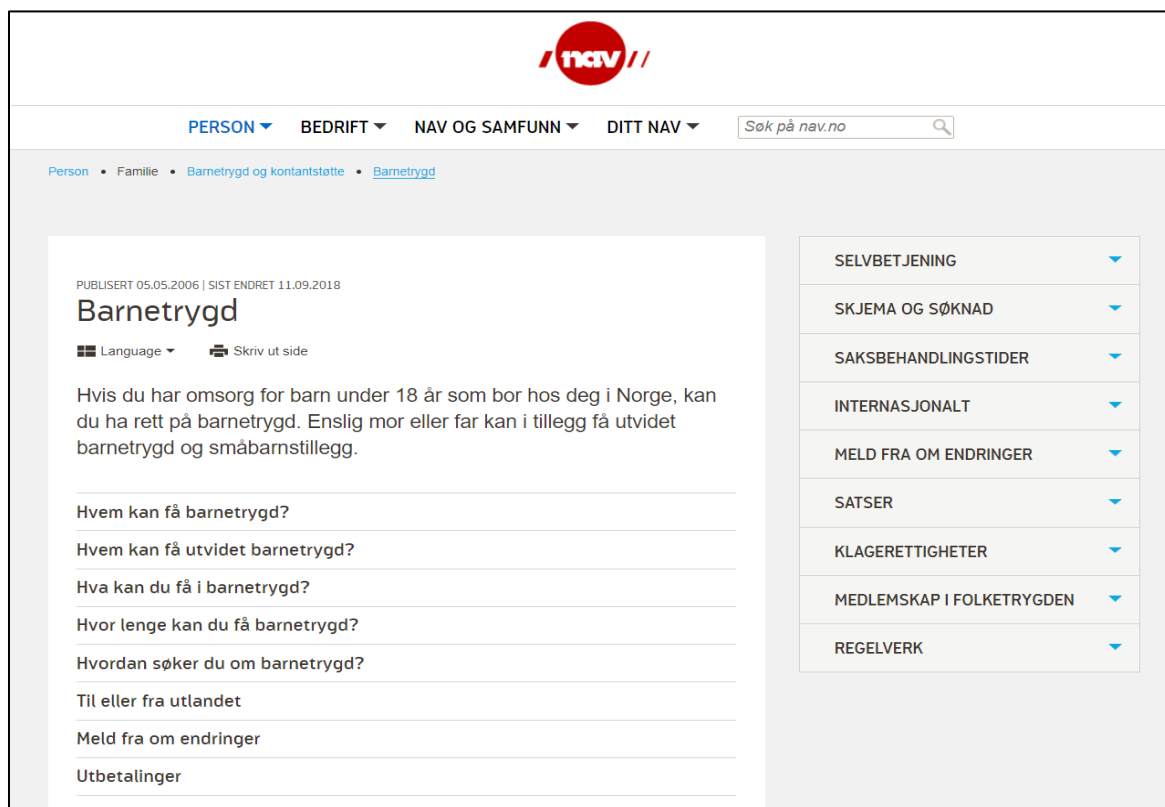 /nav//
PERSON BEDRIFT NAV OG SAMFUNN DITT NAV Søk på nav.no
Person • Familie • Barnetrygd og kontantstøtte • Barnetrygd
PUBLISERT 05.05.2006 | SIST ENDRET 11.09.2018
Barnetrygd
Language Skriv ut side
Hvis du har omsorg for barn under 18 år som bor hos deg i Norge, kan
du ha rett på barnetrygd. Enslig mor eller far kan i tillegg få utvidet
barnetrygd og småbarnstillegg.
Hvem kan få barnetrygd?
Hvem kan få utvidet barnetrygd?
Hva kan du få i barnetrygd?
Hvor lenge kan du få barnetrygd?
Hvordan søker du om barnetrygd?
Til eller fra utlandet
Meld fra om endringer
Utbetalinger
SELVBETJENING
SKJEMA OG SØKNAD
SAKSBEHANDLINGSTIDER
INTERNASJONALT
MELD FRA OM ENDRINGER
SATSER
KLAGERETTIGHETER
MEDLEMSKAP I FOLKETRYGDEN
REGELVERK